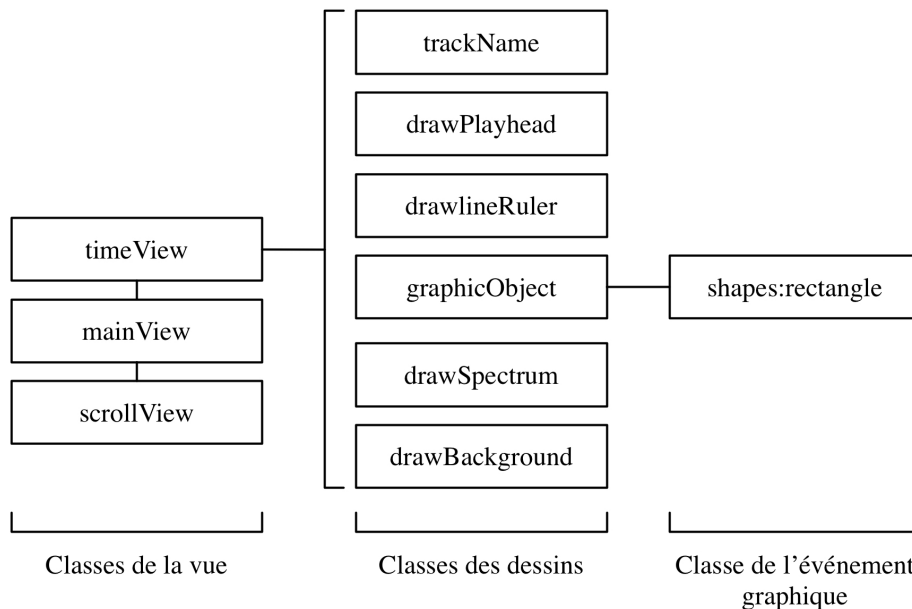 trackName
drawPlayhead
drawlineRuler
timeView
graphicObject
shapes:rectangle
mainView
drawSpectrum
scrollView
drawBackground
Classes de la vue
Classes des dessins
Classe de l’événement
graphique